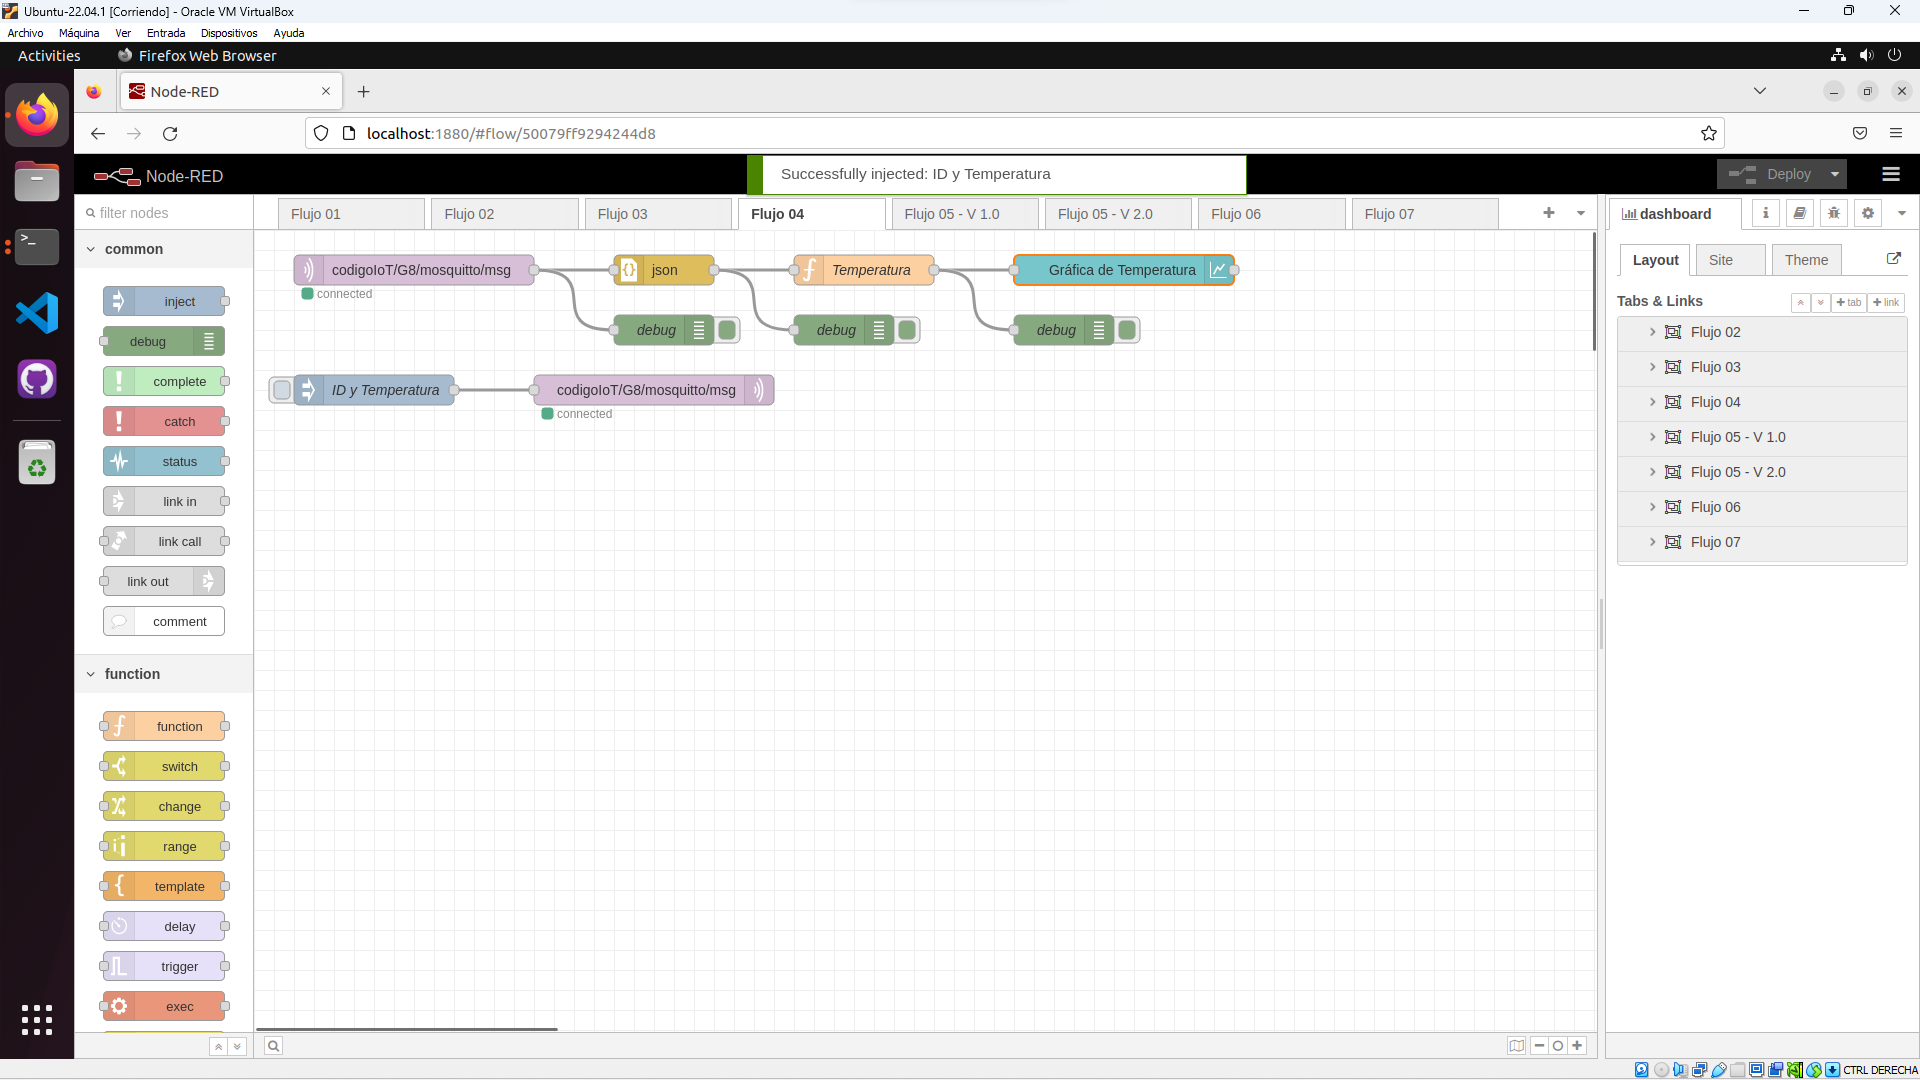 Ubuntu-22.04.1 [Corriendo] - Oracle VM VirtualBox
Archivo Máquina Ver Entrada Dispositivos Ayuda
Activities Firefox Web Browser
Node-RED
localhost:1880/#flow/50079ff9294244d8
Node-RED
Successfully injected: ID y Temperatura
Deploy
filter nodes
Flujo 01 Flujo 02 Flujo 03 Flujo 04 Flujo 05 - V 1.0 Flujo 05 - V 2.0 Flujo 06 Flujo 07
dashboard
common
inject
debug
complete
catch
status
link in
link call
link out
comment
function
function
switch
change
range
template
delay
trigger
exec
codigoIoT/G8/mosquitto/msg
connected
json
Temperatura
Gráfica de Temperatura
debug
debug
debug
ID y Temperatura
codigoIoT/G8/mosquitto/msg
connected
Layout Site Theme
Tabs & Links
tab
link
Flujo 02
Flujo 03
Flujo 04
Flujo 05 - V 1.0
Flujo 05 - V 2.0
Flujo 06
Flujo 07
CTRL DERECHA